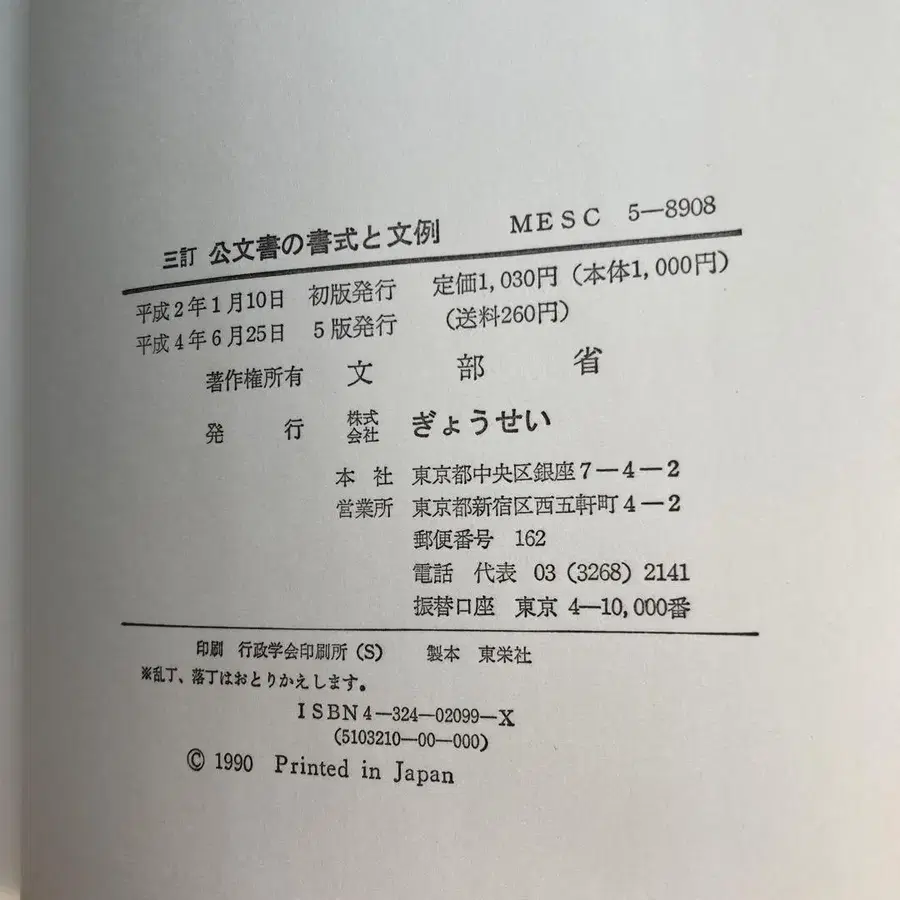 三訂 公文書の書式と文例 MESC 5-8908
平成2年1月10日 初版発行 定価1,030円(本体1,000円)
平成4年6月25日 5版発行 (送料260円)
著作権所有 文部省
発行 株式会社 ぎょうせい
本社 東京都中央区銀座7-4-2
営業所 東京都新宿区西五軒町4-2
郵便番号 162
電話 代表 03(3268)2141
振替口座 東京 4-10,000番
印刷 行政学会印刷所(S) 製本 東栄社
※乱丁、落丁はおとりかえします。
ISBN4-324-02099-X
(5103210-00-000)
© 1990 Printed in Japan